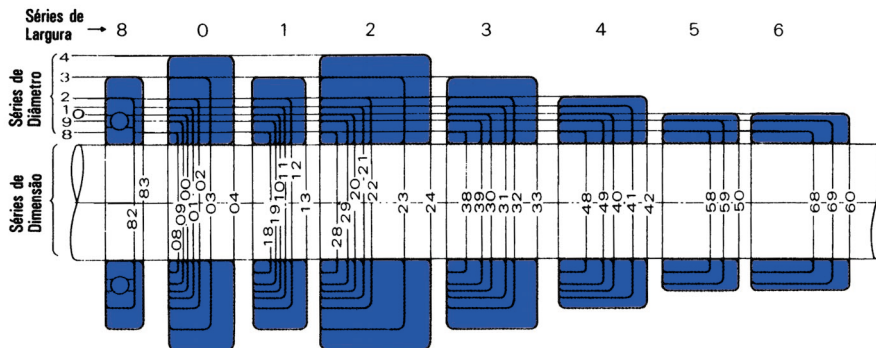 Séries de Largura → 8 0 1 2 3 4 5 6
Séries de Diâmetro
4
3
2
1
0
9
8
Séries de Dimensão
82 83
08 09 00 01 02 03 04
18 19 10 11 12 13
28 29 20 21 22 23 24
38 39 30 31 32 33
48 49 40 41 42
58 59 50
68 69 60